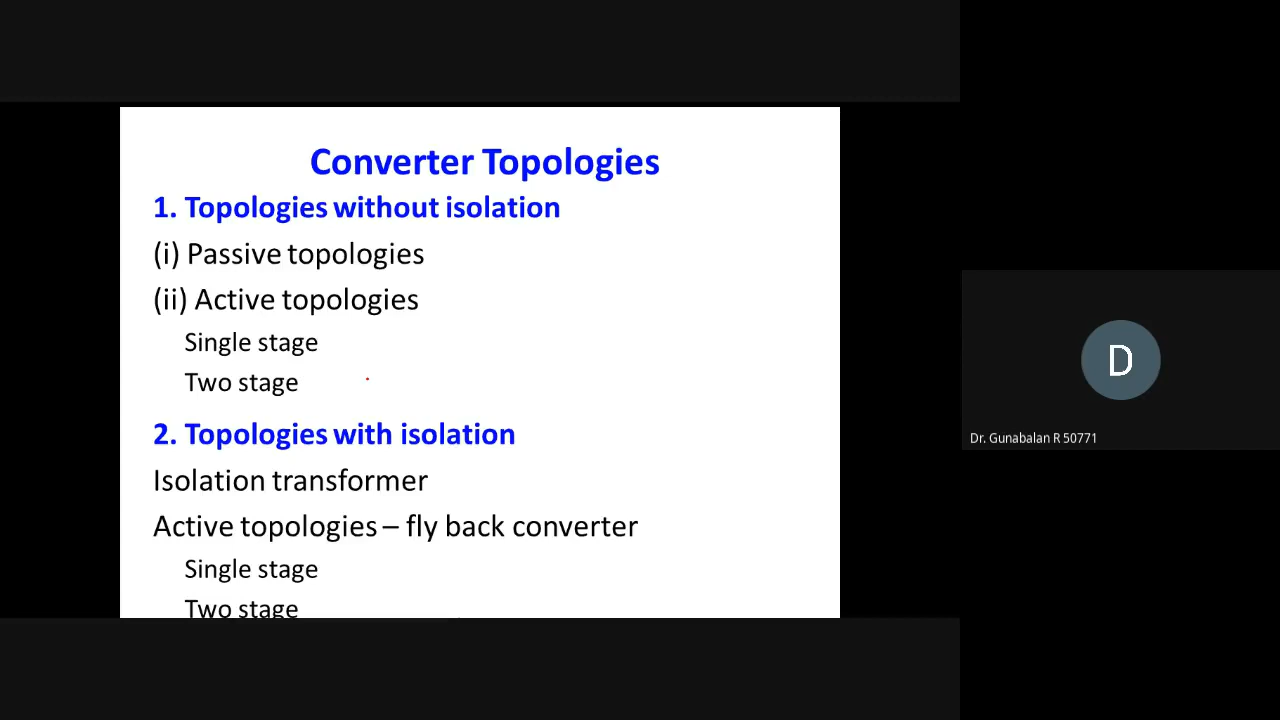 Converter Topologies
1. Topologies without isolation
(i) Passive topologies
(ii) Active topologies
Single stage
Two stage
2. Topologies with isolation
Isolation transformer
Active topologies – fly back converter
Single stage
Two stage
D
Dr. Gunabalan R 50771